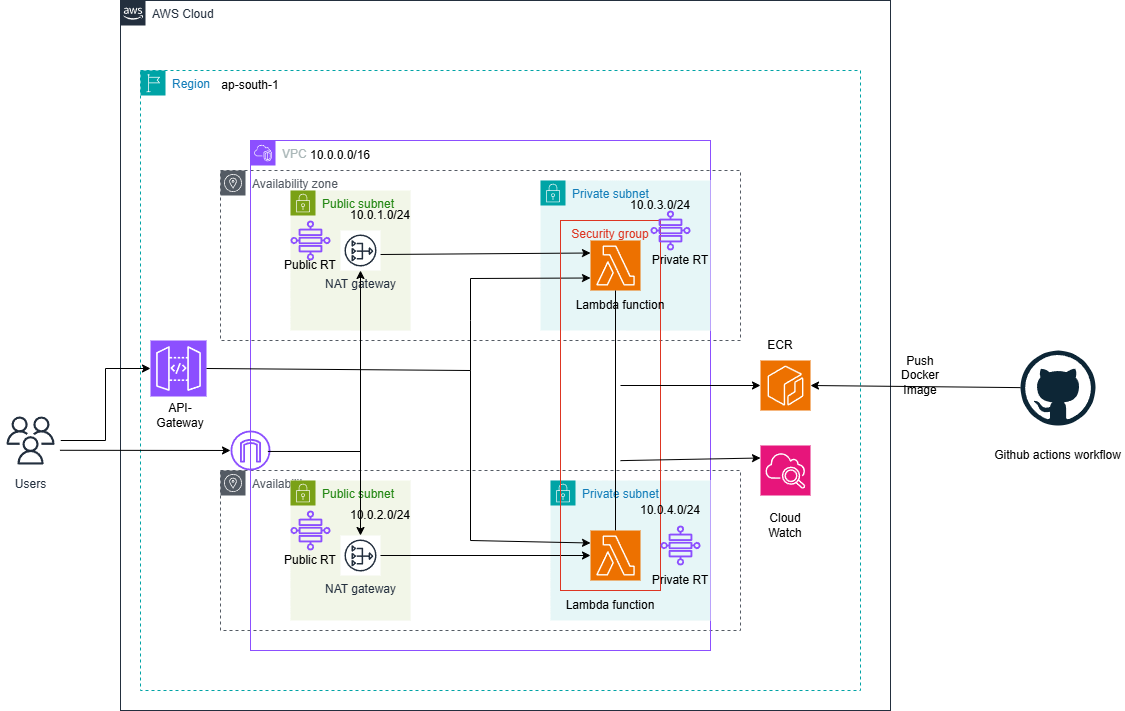 aws
AWS Cloud
Region
ap-south-1
VPC
10.0.0.0/16
Availability zone
Public subnet
10.0.1.0/24
Public RT
NAT gateway
Private subnet
10.0.3.0/24
Security group
Private RT
Lambda function
API-
Gateway
Users
ECR
Push
Docker
Image
Github actions workflow
Cloud
Watch
Public subnet
10.0.2.0/24
Public RT
NAT gateway
Private subnet
10.0.4.0/24
Private RT
Lambda function